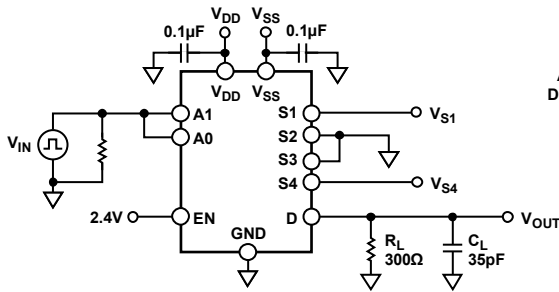 V_DD V_SS
0.1µF 0.1µF
V_DD V_SS
A
D
A1
A0
V_IN
S1 V_S1
S2
S3
S4 V_S4
2.4V EN
D V_OUT
GND
R_L
300Ω
C_L
35pF